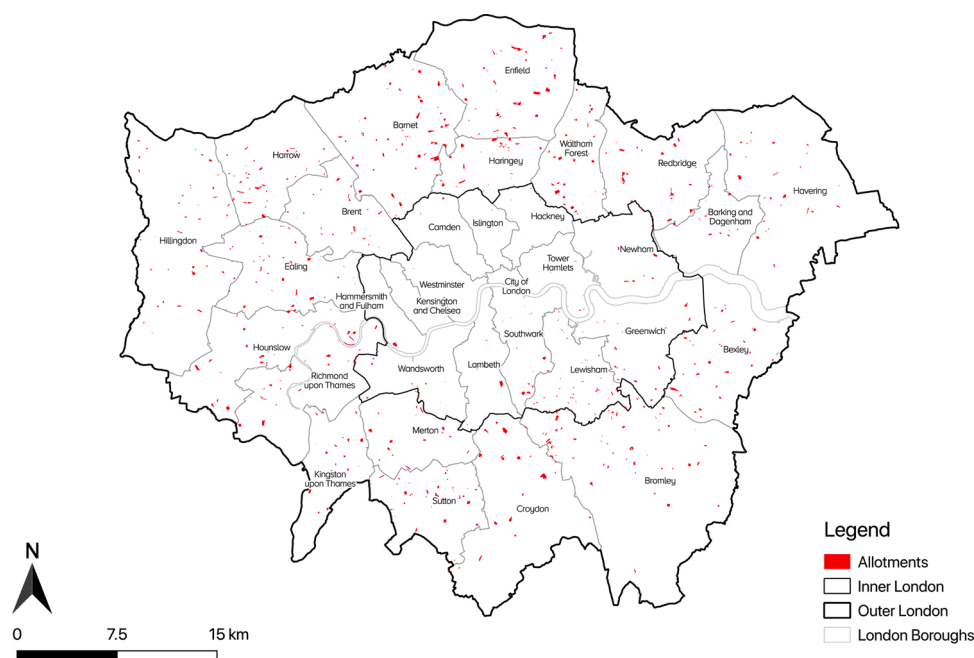 Enfield
Barnet
Waltham
Forest
Haringey
Harrow
Redbridge
Havering
Brent
Hackney
Islington
Camden
Barking and
Dagenham
Hillingdon
Newham
Tower
Hamlets
Ealing
Westminster
City of
London
Hammersmith
and Fulham
Kensington
and Chelsea
Southwark
Greenwich
Hounslow
Bexley
Wandsworth
Lambeth
Lewisham
Richmond
upon Thames
Merton
Kingston
upon Thames
Bromley
Sutton
Croydon
Legend
Allotments
Inner London
Outer London
London Boroughs
N
0 7.5 15 km